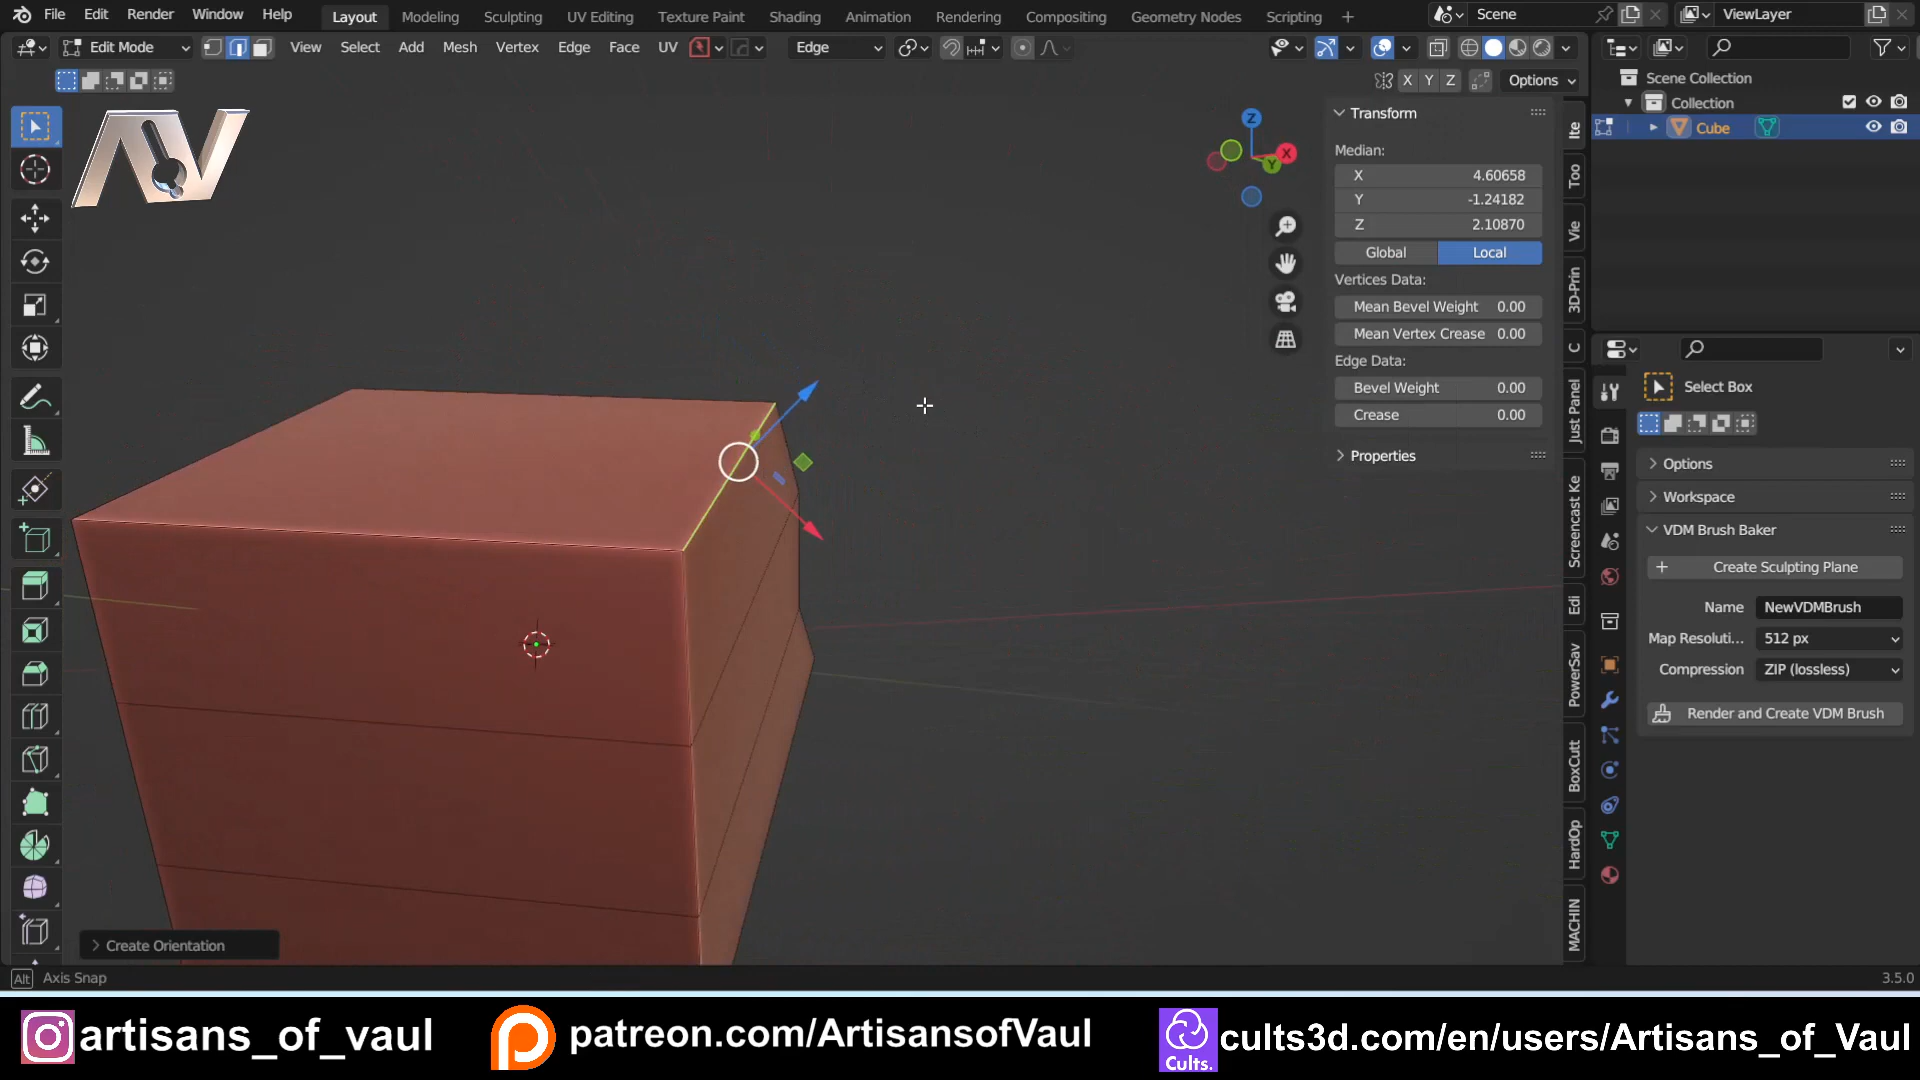 File Edit Render Window Help Layout Modeling Sculpting UV Editing Texture Paint Shading Animation Rendering Compositing Geometry Nodes Scripting + Scene ViewLayer
Edit Mode View Select Add Mesh Vertex Edge Face UV Edge
X Y Z Options
Scene Collection
Collection
Cube
AV
Z
X
Y
Transform
Median:
X 4.60658
Y -1.24182
Z 2.10870
Global Local
Vertices Data:
Mean Bevel Weight 0.00
Mean Vertex Crease 0.00
Edge Data:
Bevel Weight 0.00
Crease 0.00
Properties
Ite
Too
Vie
3D-Prin
C
Just Panel
Screencast Ke
Edi
PowerSav
BoxCutt
HardOp
MACHIN
Select Box
Options
Workspace
VDM Brush Baker
+ Create Sculpting Plane
Name NewVDMBrush
Map Resoluti... 512 px
Compression ZIP (lossless)
Render and Create VDM Brush
Create Orientation
Alt Axis Snap
3.5.0
artisans_of_vaul
patreon.com/ArtisansofVaul
Cults.
cults3d.com/en/users/Artisans_of_Vaul